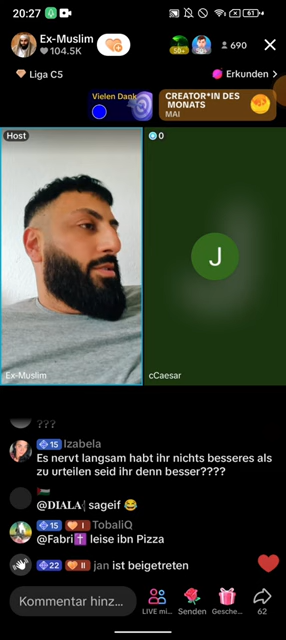 20:27
61
Ex-Muslim
104.5K
50+
50+
690
Liga C5
Erkunden
Vielen Dank
CREATOR*IN DES
MONATS
MAI
Host
0
J
Ex-Muslim
cCaesar
???
15 Izabela
Es nervt langsam habt ihr nichts besseres als
zu urteilen seid ihr denn besser????
@𝐃𝐈𝐀𝐋𝐀 sageif 😂
15 I TobaliQ
@Fabri✝️ leise ibn Pizza
22 II jan ist beigetreten
Kommentar hinz...
LIVE mi...
Senden
Gesche...
62